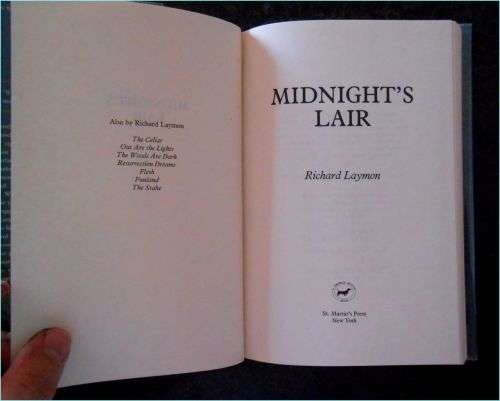 Also by Richard Laymon
The Cellar
Out Are the Lights
The Woods Are Dark
Resurrection Dreams
Flesh
Funland
The Stake
MIDNIGHT'S
LAIR
Richard Laymon
St. Martin's Press
New York